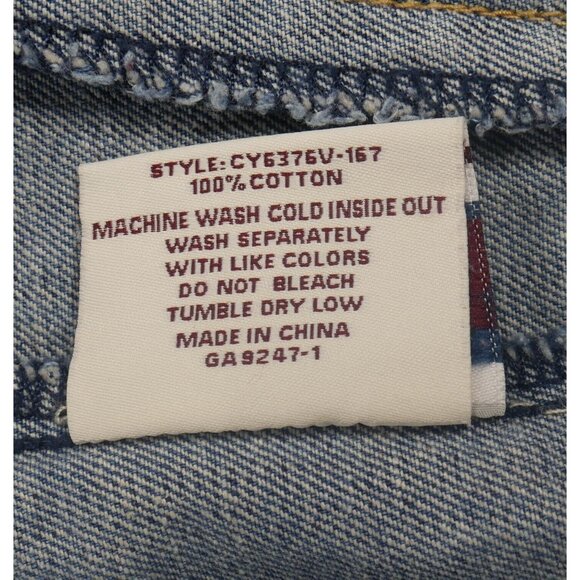 STYLE: CY6376V-167
100% COTTON
MACHINE WASH COLD INSIDE OUT
WASH SEPARATELY
WITH LIKE COLORS
DO NOT BLEACH
TUMBLE DRY LOW
MADE IN CHINA
GA9247-1